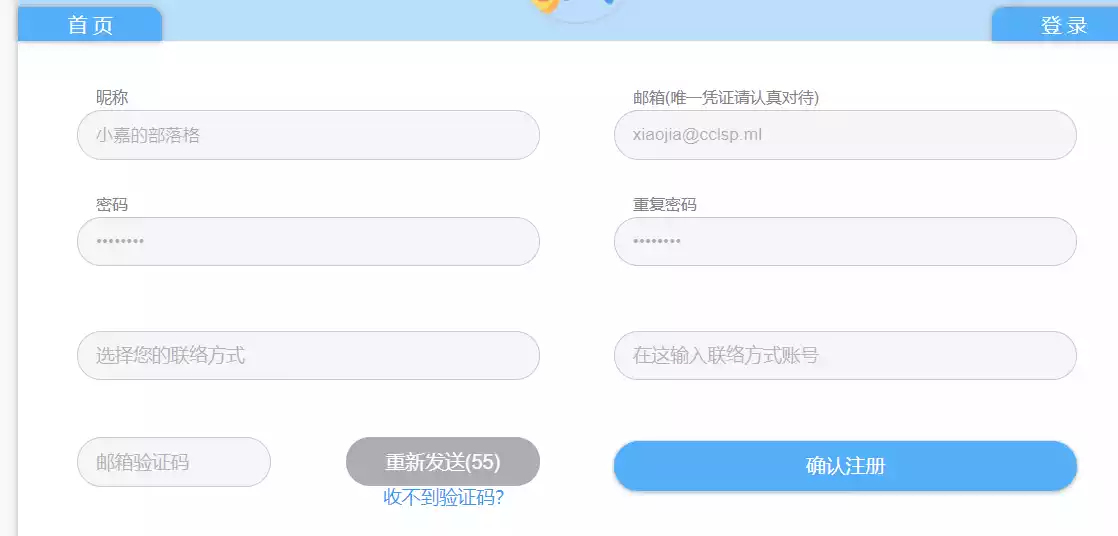 首页
登录
昵称
邮箱(唯一凭证请认真对待)
小嘉的部落格
xiaojia@cclsp.ml
密码
重复密码
••••••••
••••••••
选择您的联络方式
在这输入联络方式账号
邮箱验证码
重新发送(55)
确认注册
收不到验证码?